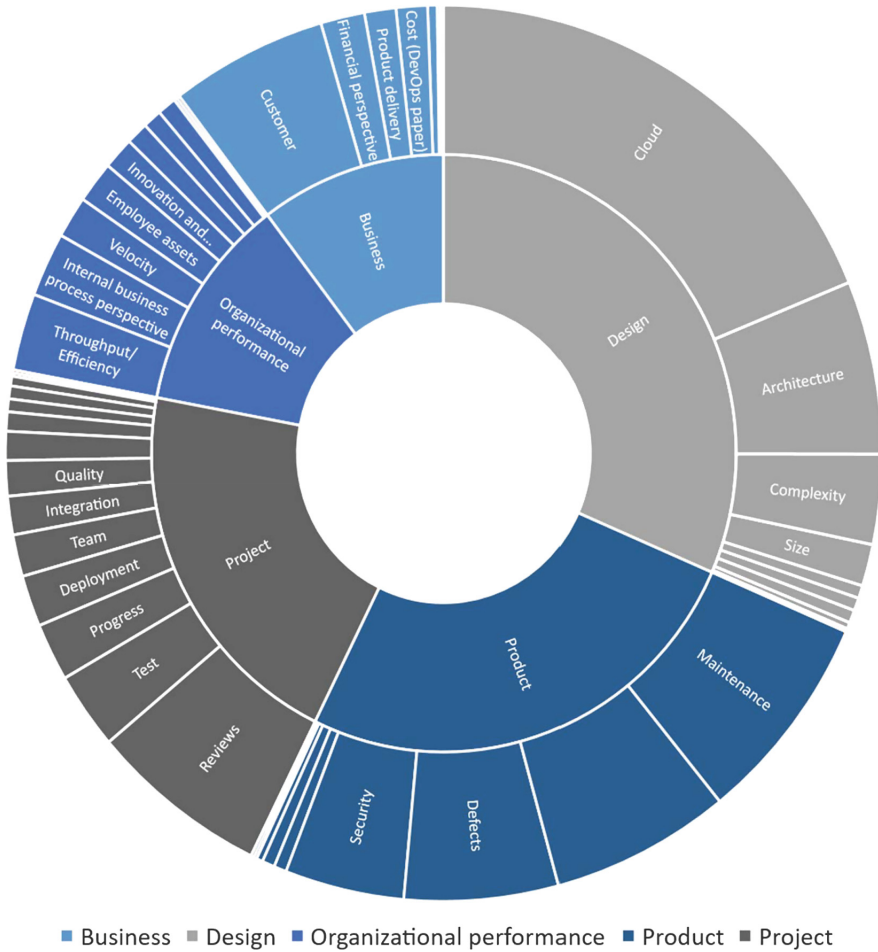 Cloud
Architecture
Complexity
Size
Design
Maintenance
Defects
Security
Product
Reviews
Test
Progress
Deployment
Team
Integration
Quality
Project
Throughput/
Efficiency
Internal business
process perspective
Velocity
Employee assets
Innovation and...
Organizational
performance
Customer
Financial perspective
Product delivery
Cost (DevOps paper)
Business
Business
Design
Organizational performance
Product
Project